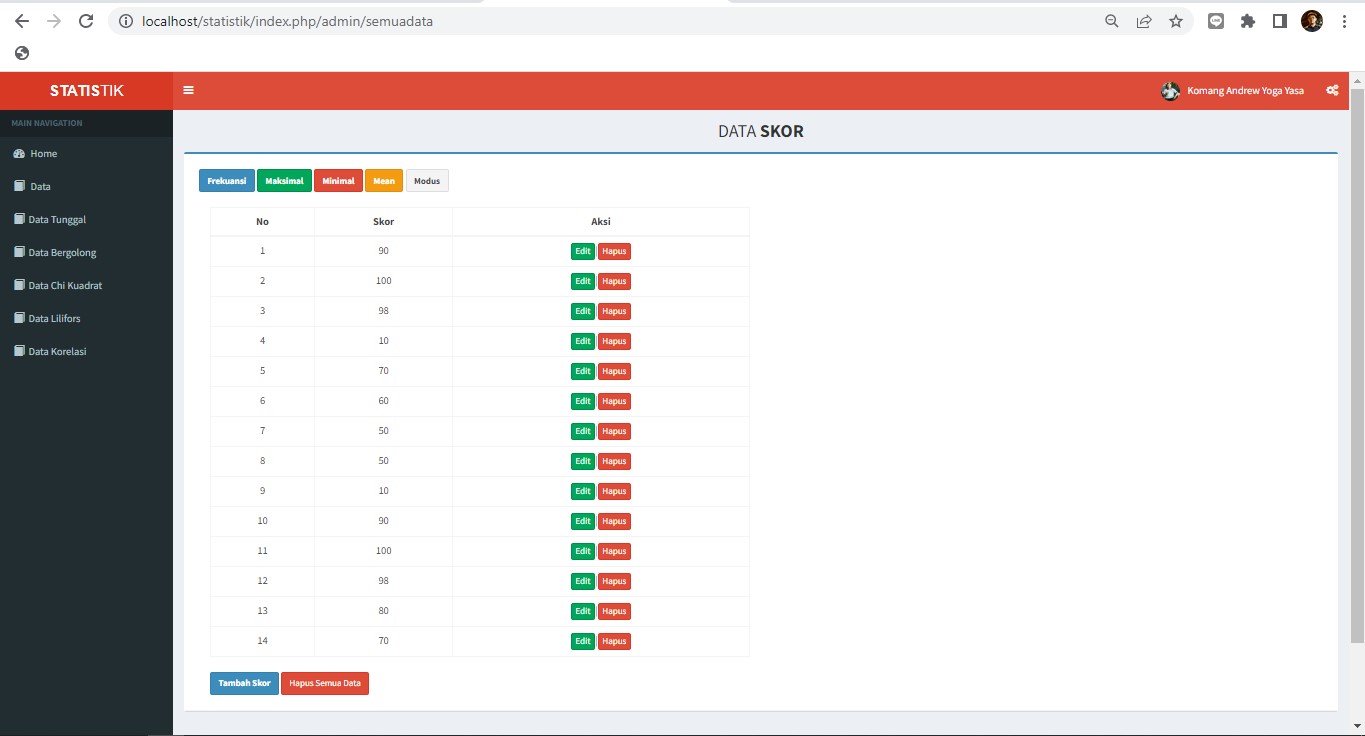 localhost/statistik/index.php/admin/semuadata
STATISTIK
Komang Andrew Yoga Yasa
MAIN NAVIGATION
Home
Data
Data Tunggal
Data Bergolong
Data Chi Kuadrat
Data Lilifors
Data Korelasi
DATA SKOR
Frekuansi Maksimal Minimal Mean Modus
No Skor Aksi
1 90 Edit Hapus
2 100 Edit Hapus
3 98 Edit Hapus
4 10 Edit Hapus
5 70 Edit Hapus
6 60 Edit Hapus
7 50 Edit Hapus
8 50 Edit Hapus
9 10 Edit Hapus
10 90 Edit Hapus
11 100 Edit Hapus
12 98 Edit Hapus
13 80 Edit Hapus
14 70 Edit Hapus
Tambah Skor Hapus Semua Data